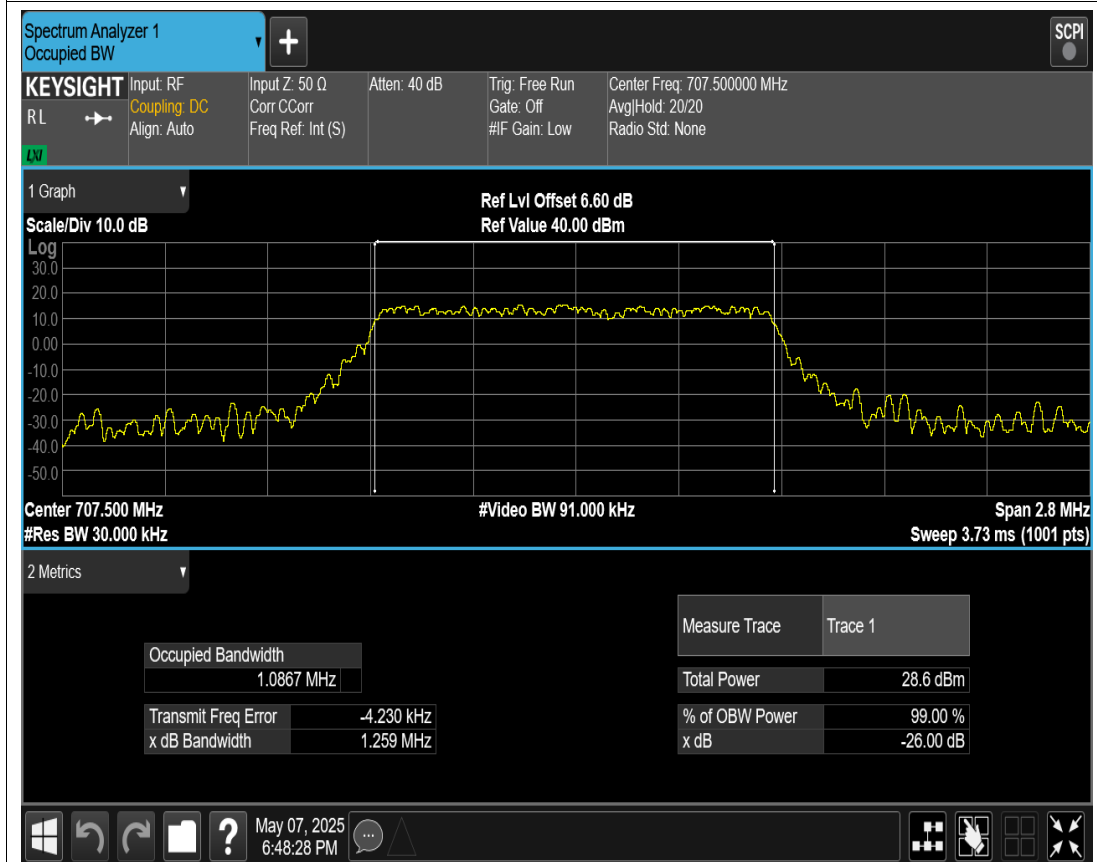 Spectrum Analyzer 1
Occupied BW
SCPI
KEYSIGHT
R L
LXI
Input: RF
Coupling: DC
Align: Auto
Input Z: 50 Ω
Corr CCorr
Freq Ref: Int (S)
Atten: 40 dB
Trig: Free Run
Gate: Off
#IF Gain: Low
Center Freq: 707.500000 MHz
Avg|Hold: 20/20
Radio Std: None
1 Graph
Ref Lvl Offset 6.60 dB
Scale/Div 10.0 dB
Ref Value 40.00 dBm
Log
30.0
20.0
10.0
0.00
-10.0
-20.0
-30.0
-40.0
-50.0
Center 707.500 MHz
#Video BW 91.000 kHz
Span 2.8 MHz
#Res BW 30.000 kHz
Sweep 3.73 ms (1001 pts)
2 Metrics
Measure Trace Trace 1
Occupied Bandwidth
1.0867 MHz
Total Power 28.6 dBm
Transmit Freq Error -4.230 kHz
% of OBW Power 99.00 %
x dB Bandwidth 1.259 MHz
x dB -26.00 dB
?
May 07, 2025
6:48:28 PM